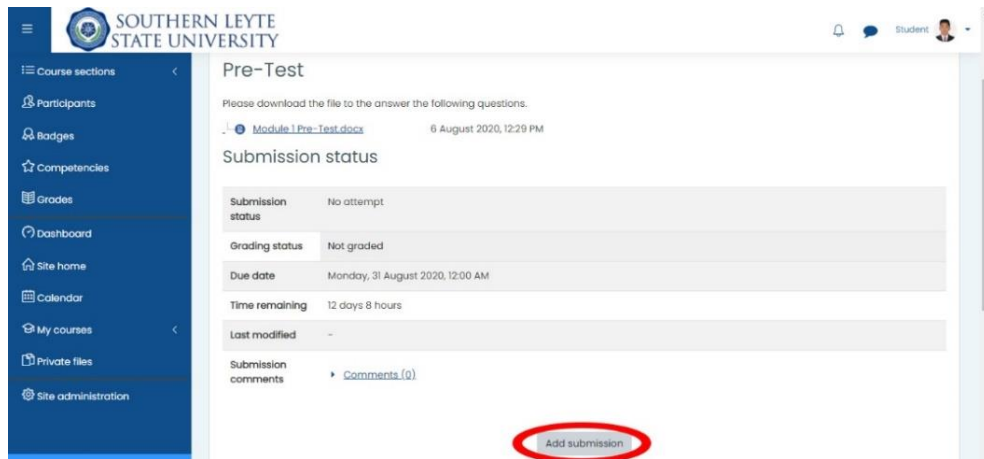 SOUTHERN LEYTE
STATE UNIVERSITY
Student
Course sections
Participants
Badges
Competencies
Grades
Dashboard
Site home
Calendar
My courses
Private files
Site administration
Pre-Test
Please download the file to the answer the following questions.
Module 1 Pre-Test.docx 6 August 2020, 12:29 PM
Submission status
Submission
status
No attempt
Grading status Not graded
Due date Monday, 31 August 2020, 12:00 AM
Time remaining 12 days 8 hours
Last modified -
Submission
comments
Comments (0)
Add submission